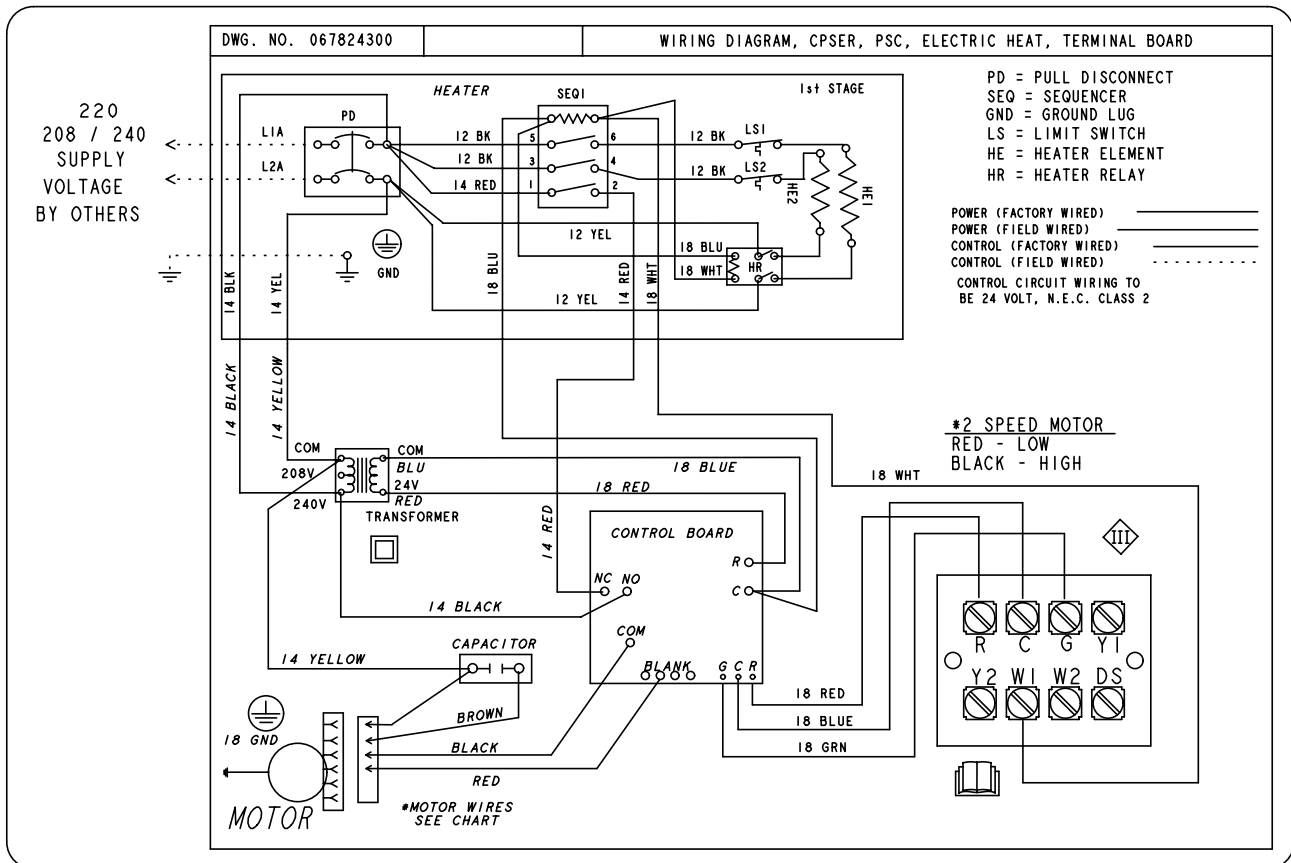 DWG. NO. 067824300
WIRING DIAGRAM, CPSER, PSC, ELECTRIC HEAT, TERMINAL BOARD
220
208 / 240
SUPPLY
VOLTAGE
BY OTHERS
L1A
L2A
PD
HEATER
SEQ1
1st STAGE
12 BK
12 BK
14 RED
5
3
1
6
4
2
12 BK
12 BK
LS1
LS2
HE2
HE1
12 YEL
18 BLU
18 WHT
HR
12 YEL
GND
14 BLK
14 YEL
18 BLU
14 RED
18 WHT
PD = PULL DISCONNECT
SEQ = SEQUENCER
GND = GROUND LUG
LS = LIMIT SWITCH
HE = HEATER ELEMENT
HR = HEATER RELAY
POWER (FACTORY WIRED)
POWER (FIELD WIRED)
CONTROL (FACTORY WIRED)
CONTROL (FIELD WIRED)
CONTROL CIRCUIT WIRING TO
BE 24 VOLT, N.E.C. CLASS 2
14 BLACK
14 YELLOW
COM
208V
240V
COM
BLU
24V
RED
TRANSFORMER
18 BLUE
18 RED
14 RED
*2 SPEED MOTOR
RED - LOW
BLACK - HIGH
18 WHT
CONTROL BOARD
R
C
NC NO
COM
BLANK
G C R
14 BLACK
14 YELLOW
CAPACITOR
BROWN
BLACK
RED
18 GND
MOTOR
*MOTOR WIRES
SEE CHART
18 RED
18 BLUE
18 GRN
III
R C G Y1
Y2 W1 W2 DS